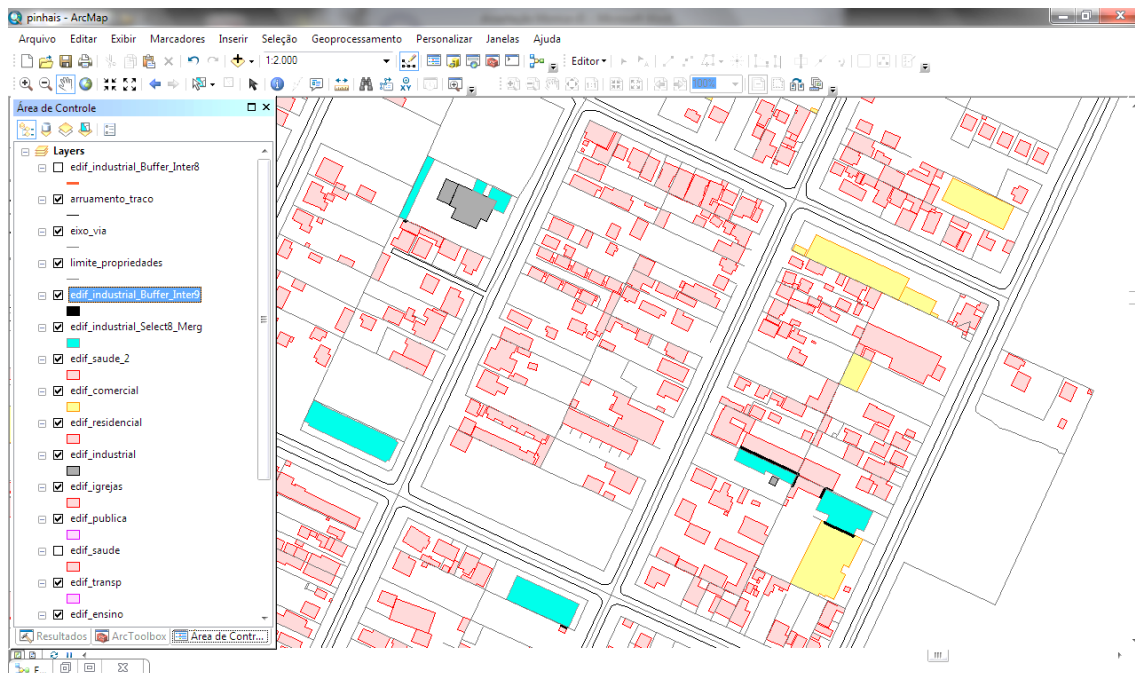 pinhais - ArcMap
Arquivo Editar Exibir Marcadores Inserir Seleção Geoprocessamento Personalizar Janelas Ajuda
1:2.000 Editor
100%
Área de Controle
Layers
edif_industrial_Buffer_Inter8
arruamento_traco
eixo_via
limite_propriedades
edif_industrial_Buffer_Inter9
edif_industrial_Select8_Merg
edif_saude_2
edif_comercial
edif_residencial
edif_industrial
edif_igrejas
edif_publica
edif_saude
edif_transp
edif_ensino
Resultados ArcToolbox Área de Contr...